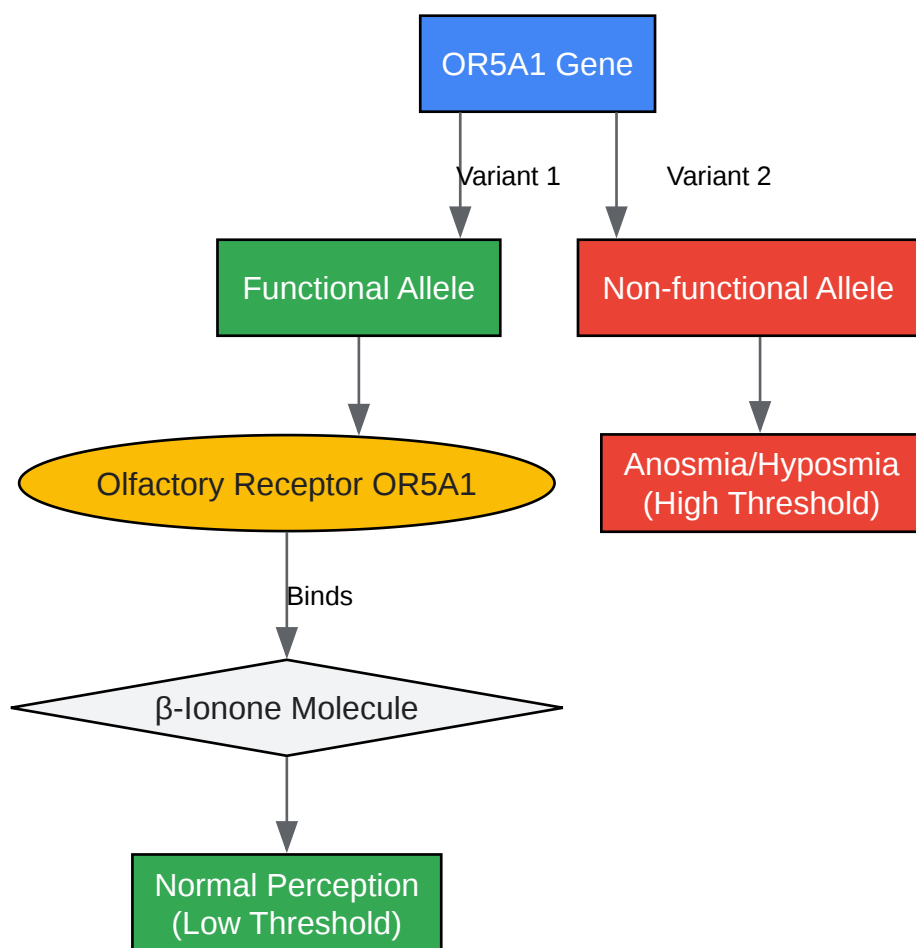 OR5A1 Gene
Variant 1
Variant 2
Functional Allele
Non-functional Allele
Olfactory Receptor OR5A1
Anosmia/Hyposmia
(High Threshold)
Binds
β-Ionone Molecule
Normal Perception
(Low Threshold)